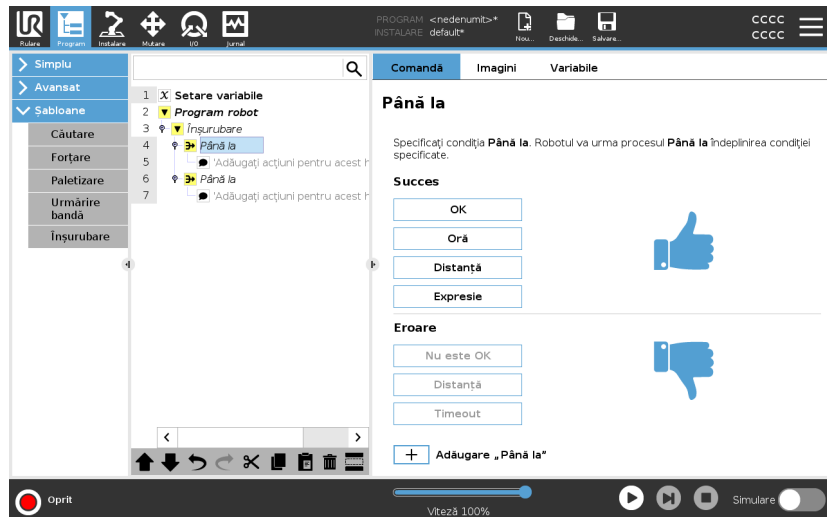 Rulare
Program
Instalare
Mutare
I/O
Jurnal
PROGRAM <nedenumit>*
INSTALARE default*
Nou...
Deschide...
Salvare...
cccc
cccc
Simplu
Avansat
Șabloane
Căutare
Forțare
Paletizare
Urmărire
bandă
Înșurubare
1 X Setare variabile
2 Program robot
3 Înșurubare
4 Până la
5 'Adăugați acțiuni pentru acest h
6 Până la
7 'Adăugați acțiuni pentru acest h
Comandă Imagini Variabile
Până la
Specificați condiția Până la. Robotul va urma procesul Până la îndeplinirea condiției
specificate.
Succes
OK
Oră
Distanță
Expresie
Eroare
Nu este OK
Distanță
Timeout
+ Adăugare „Până la”
Oprit
Viteză 100%
Simulare